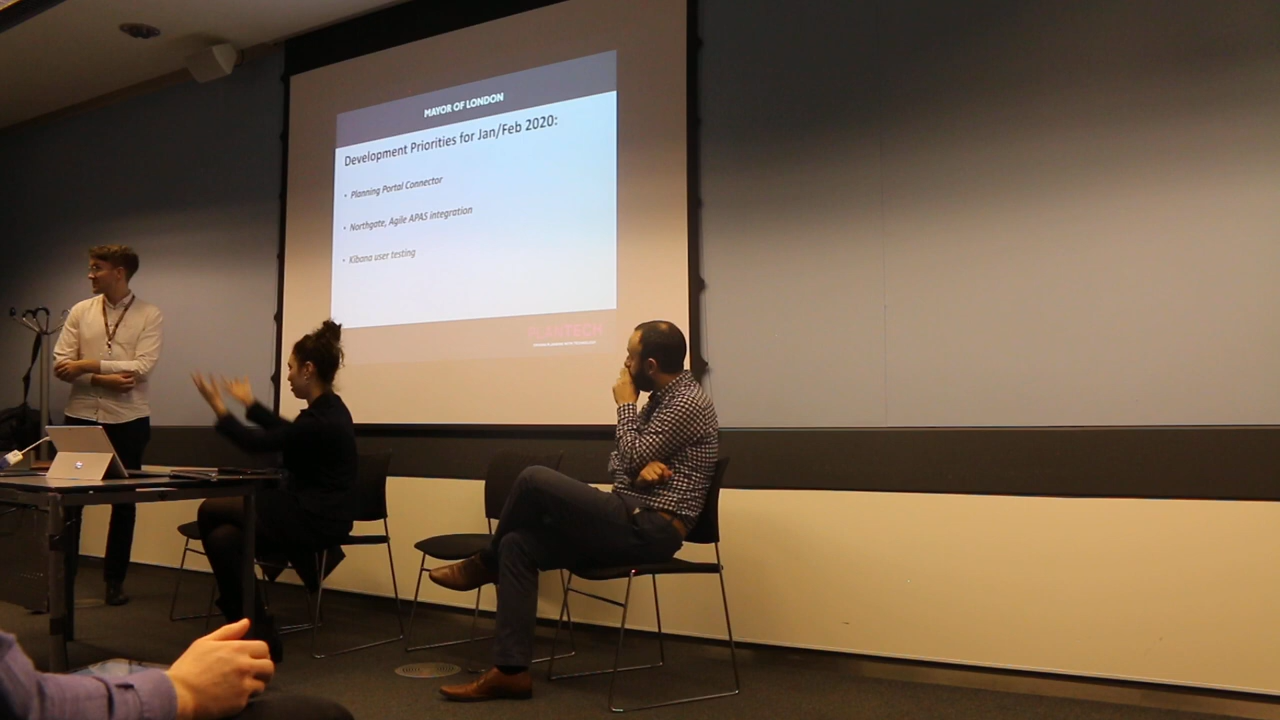 MAYOR OF LONDON
Development Priorities for Jan/Feb 2020:
• Planning Portal Connector
• Northgate, Agile APAS integration
• Kibana user testing
PLANTECH